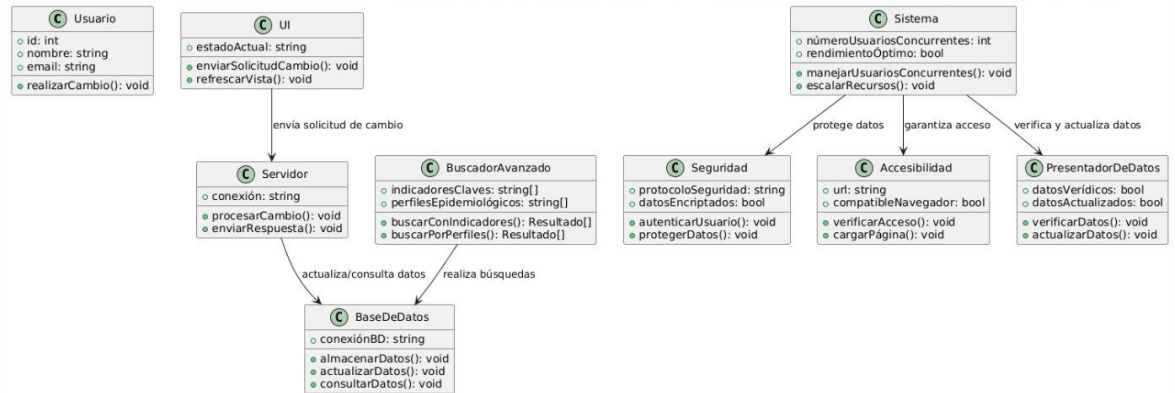 C Usuario
id: int
nombre: string
email: string
realizarCambio(): void
C UI
estadoActual: string
enviarSolicitudCambio(): void
refrescarVista(): void
C Sistema
númeroUsuariosConcurrentes: int
rendimientoÓptimo: bool
manejarUsuariosConcurrentes(): void
escalarRecursos(): void
envía solicitud de cambio
protege datos
garantiza acceso
verifica y actualiza datos
C Servidor
conexión: string
procesarCambio(): void
enviarRespuesta(): void
C BuscadorAvanzado
indicadoresClaves: string[]
perfilesEpidemiológicos: string[]
buscarConIndicadores(): Resultado[]
buscarPorPerfiles(): Resultado[]
C Seguridad
protocoloSeguridad: string
datosEncriptados: bool
autenticarUsuario(): void
protegerDatos(): void
C Accesibilidad
url: string
compatibleNavegador: bool
verificarAcceso(): void
cargarPágina(): void
C PresentadorDeDatos
datosVerídicos: bool
datosActualizados: bool
verificarDatos(): void
actualizarDatos(): void
actualiza/consulta datos
realiza búsquedas
C BaseDeDatos
conexiónBD: string
almacenarDatos(): void
actualizarDatos(): void
consultarDatos(): void